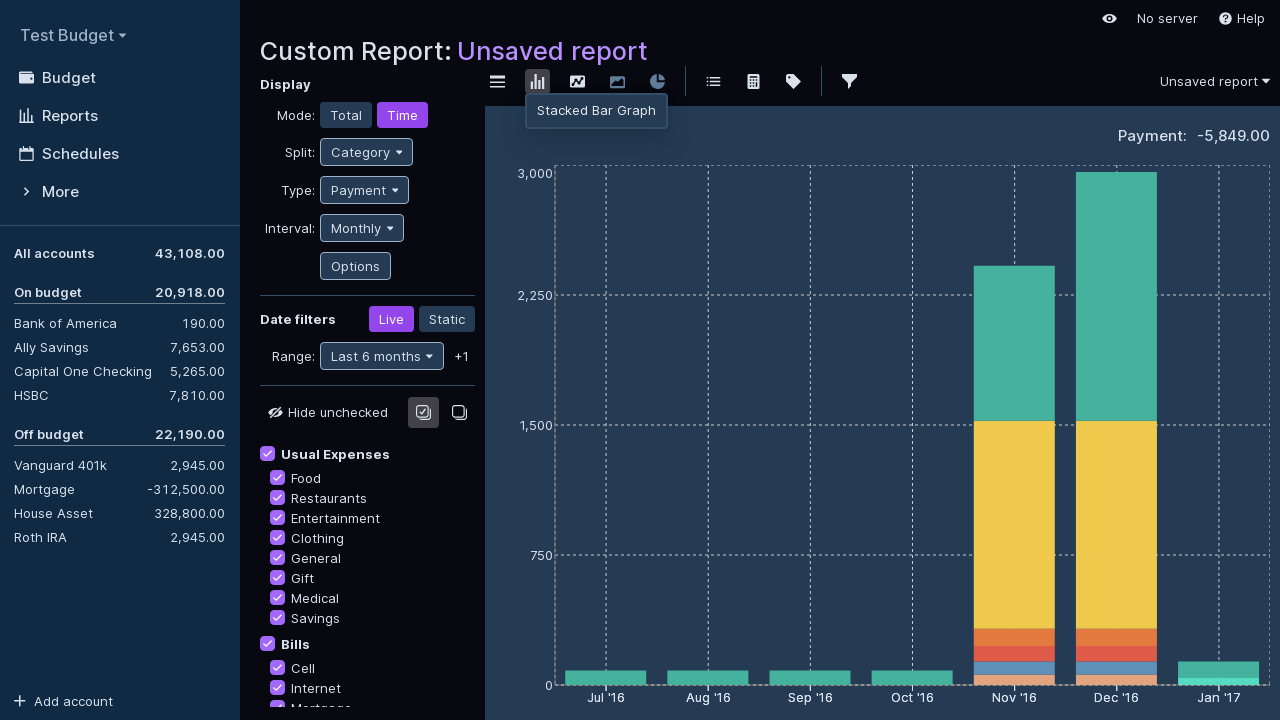 Test Budget
Budget
Reports
Schedules
More
All accounts 43,108.00
On budget 20,918.00
Bank of America 190.00
Ally Savings 7,653.00
Capital One Checking 5,265.00
HSBC 7,810.00
Off budget 22,190.00
Vanguard 401k 2,945.00
Mortgage -312,500.00
House Asset 328,800.00
Roth IRA 2,945.00
Add account
No server Help
Custom Report: Unsaved report
Display
Mode: Total Time
Split: Category
Type: Payment
Interval: Monthly
Options
Date filters Live Static
Range: Last 6 months +1
Hide unchecked
Usual Expenses
Food
Restaurants
Entertainment
Clothing
General
Gift
Medical
Savings
Bills
Cell
Internet
Mortgage
Unsaved report
Stacked Bar Graph
Payment: -5,849.00
3,000
2,250
1,500
750
0
Jul '16 Aug '16 Sep '16 Oct '16 Nov '16 Dec '16 Jan '17